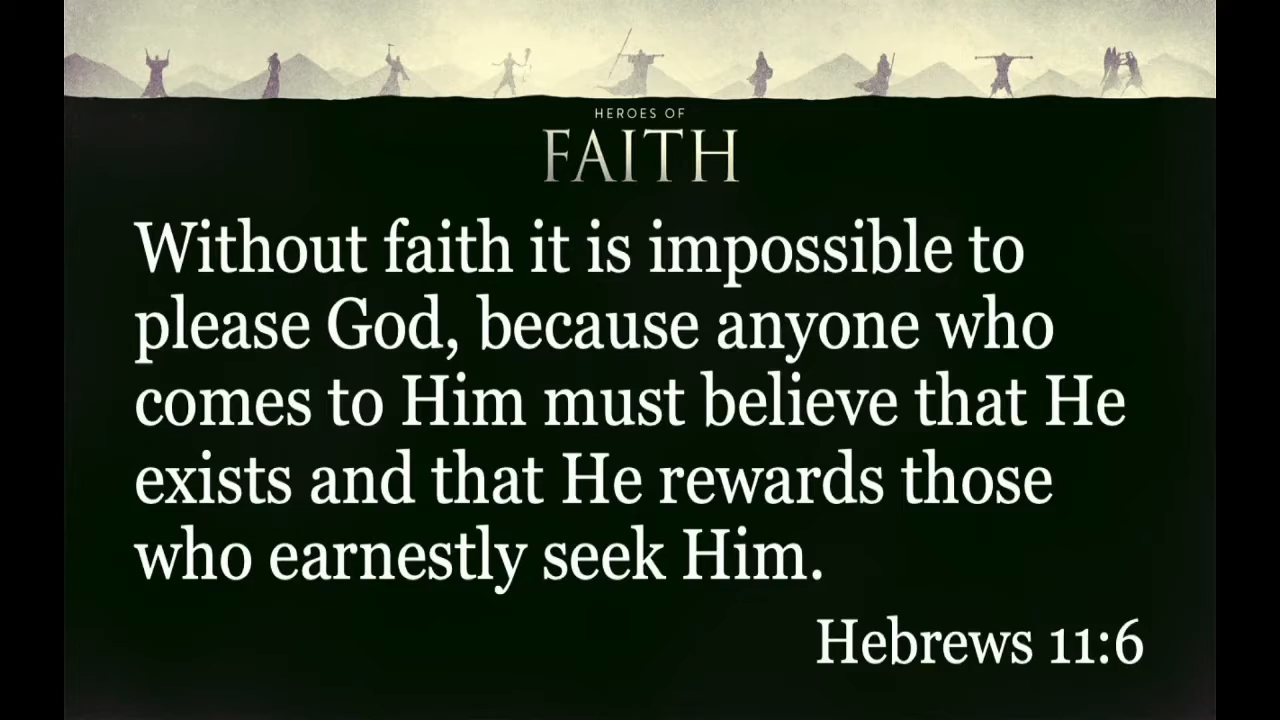 HEROES OF
FAITH
Without faith it is impossible to
please God, because anyone who
comes to Him must believe that He
exists and that He rewards those
who earnestly seek Him.
Hebrews 11:6